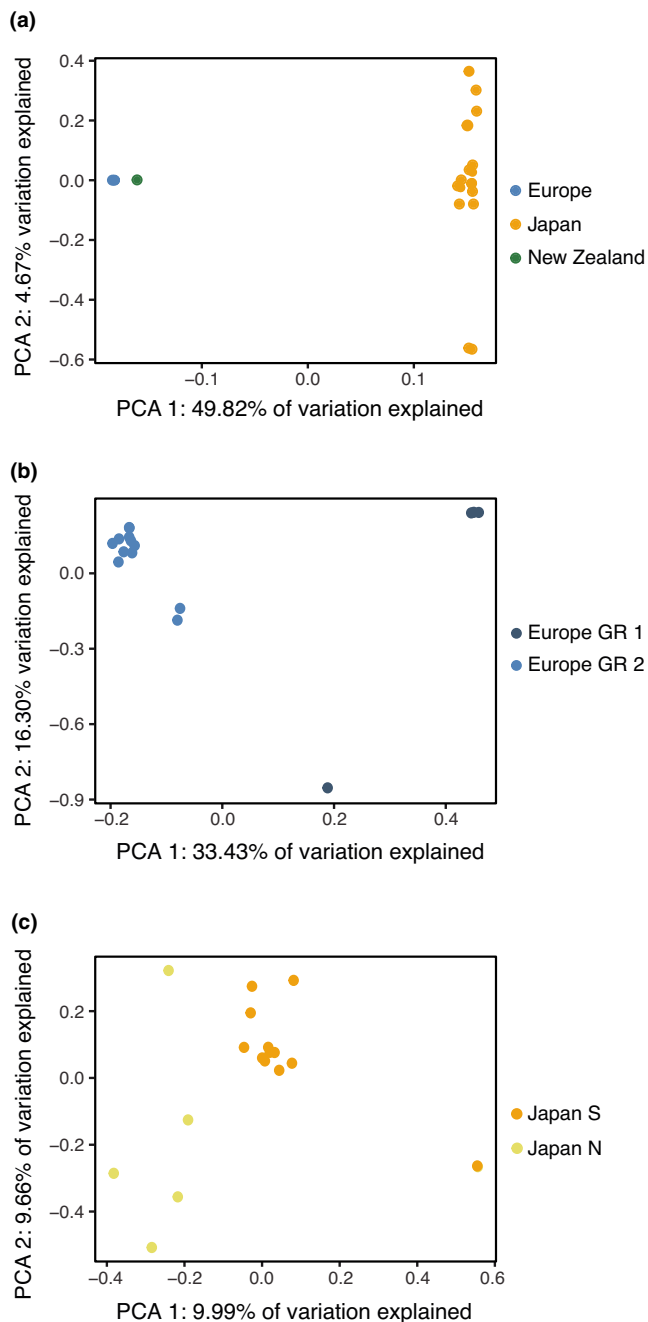 (a)
PCA 2: 4.67% variation explained
0.4
0.2
0.0
−0.2
−0.4
−0.6
−0.1
0.0
0.1
PCA 1: 49.82% of variation explained
Europe
Japan
New Zealand
(b)
PCA 2: 16.30% variation explained
0.0
−0.3
−0.6
−0.9
−0.2
0.0
0.2
0.4
PCA 1: 33.43% of variation explained
Europe GR 1
Europe GR 2
(c)
PCA 2: 9.66% of variation explained
0.2
0.0
−0.2
−0.4
−0.4
−0.2
0.0
0.2
0.4
0.6
PCA 1: 9.99% of variation explained
Japan S
Japan N